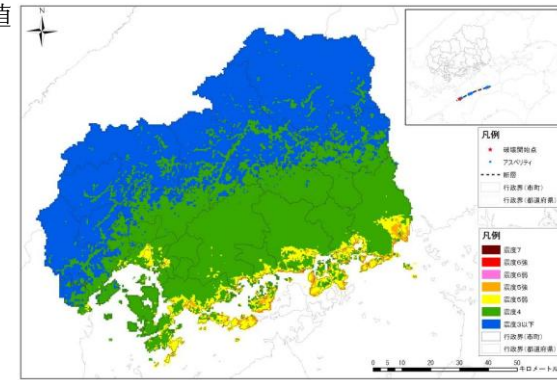 値
N
凡例
破壊開始点
アスペリティ
断層
行政界(市町)
行政界(都道府県)
凡例
震度7
震度6強
震度6弱
震度5強
震度5弱
震度4
震度3以下
行政界(市町)
行政界(都道府県)
0 5 10 20 30 40 50
キロメートル